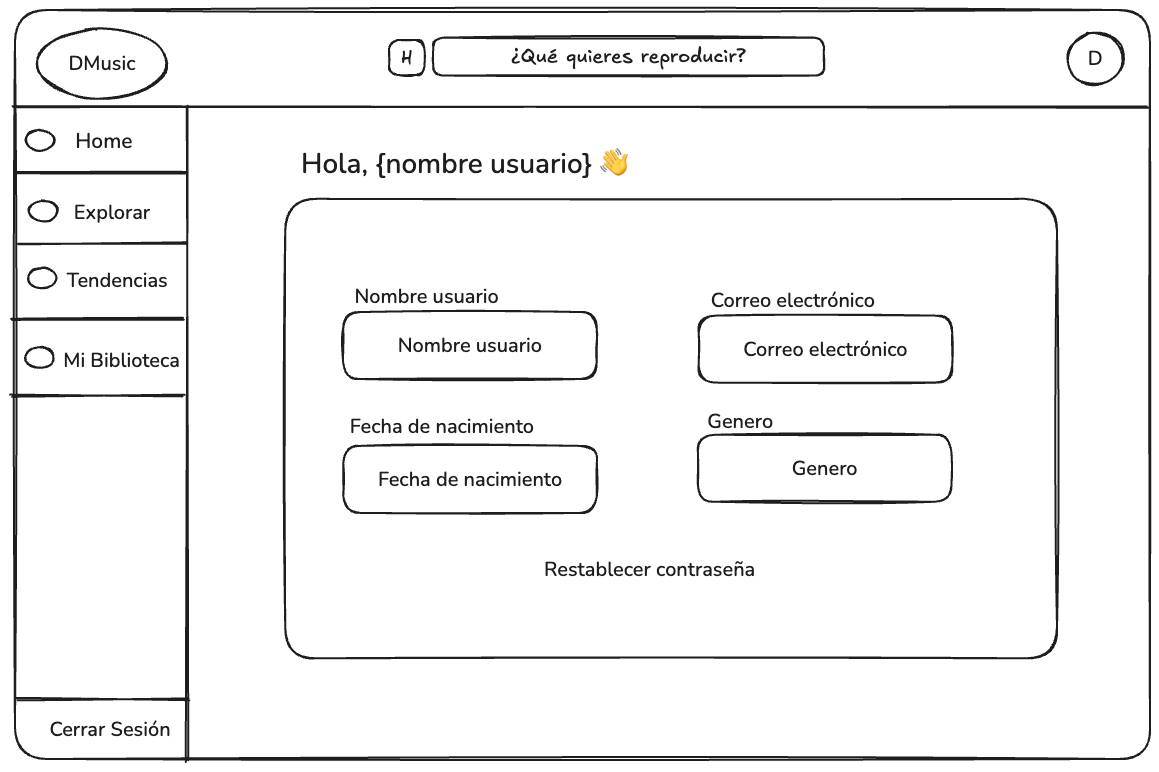 DMusic
H
¿Qué quieres reproducir?
D
Home
Explorar
Tendencias
Mi Biblioteca
Cerrar Sesión
Hola, {nombre usuario} 👋
Nombre usuario
Nombre usuario
Correo electrónico
Correo electrónico
Fecha de nacimiento
Fecha de nacimiento
Genero
Genero
Restablecer contraseña